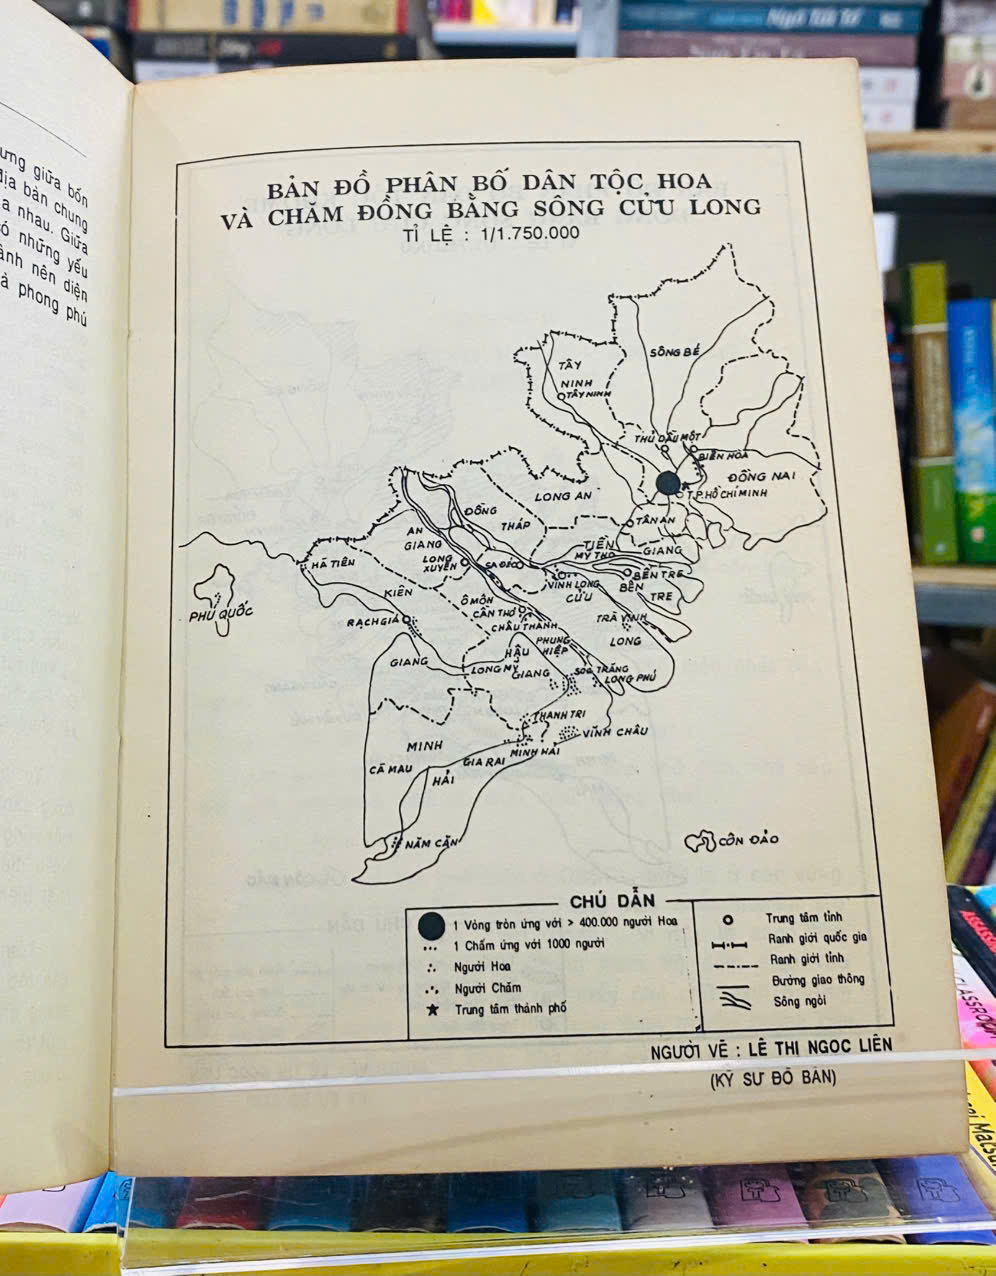 ưng giữa bốn
địa bàn chung
a nhau. Giữa
ó những yếu
ành nên diện
à phong phú
BẢN ĐỒ PHÂN BỐ DÂN TỘC HOA
VÀ CHĂM ĐỒNG BẰNG SÔNG CỬU LONG
TỈ LỆ : 1/1.750.000
SÔNG BÉ
TÂY
NINH
TÂY NINH
THỦ DẦU MỘT
BIÊN HÒA
ĐỒNG NAI
T.P.HỒ CHÍ MINH
LONG AN
TÂN AN
ĐỒNG
THÁP
AN
GIANG
LONG
XUYÊN
SA ĐÉC
TIỀN
GIANG
MỸ THO
BẾN TRE
BẾN
TRE
VĨNH LONG
CỬU
LONG
TRÀ VINH
HÀ TIÊN
KIÊN
GIANG
RẠCH GIÁ
PHÚ QUỐC
Ô MÔN
CẦN THƠ
CHÂU THÀNH
PHỤNG
HIỆP
HẬU
GIANG
LONG MỸ
SÓC TRĂNG
LONG PHÚ
THANH TRỊ
VĨNH CHÂU
MINH HẢI
GIA RAI
MINH
HẢI
CÀ MAU
NĂM CĂN
CÔN ĐẢO
CHÚ DẪN
1 Vòng tròn ứng với > 400.000 người Hoa
1 Chấm ứng với 1000 người
Người Hoa
Người Chăm
Trung tâm thành phố
Trung tâm tỉnh
Ranh giới quốc gia
Ranh giới tỉnh
Đường giao thông
Sông ngòi
NGƯỜI VẼ : LÊ THỊ NGỌC LIÊN
(KỸ SƯ ĐỒ BẢN)
Ngô Tất Tố
CLASSROOM